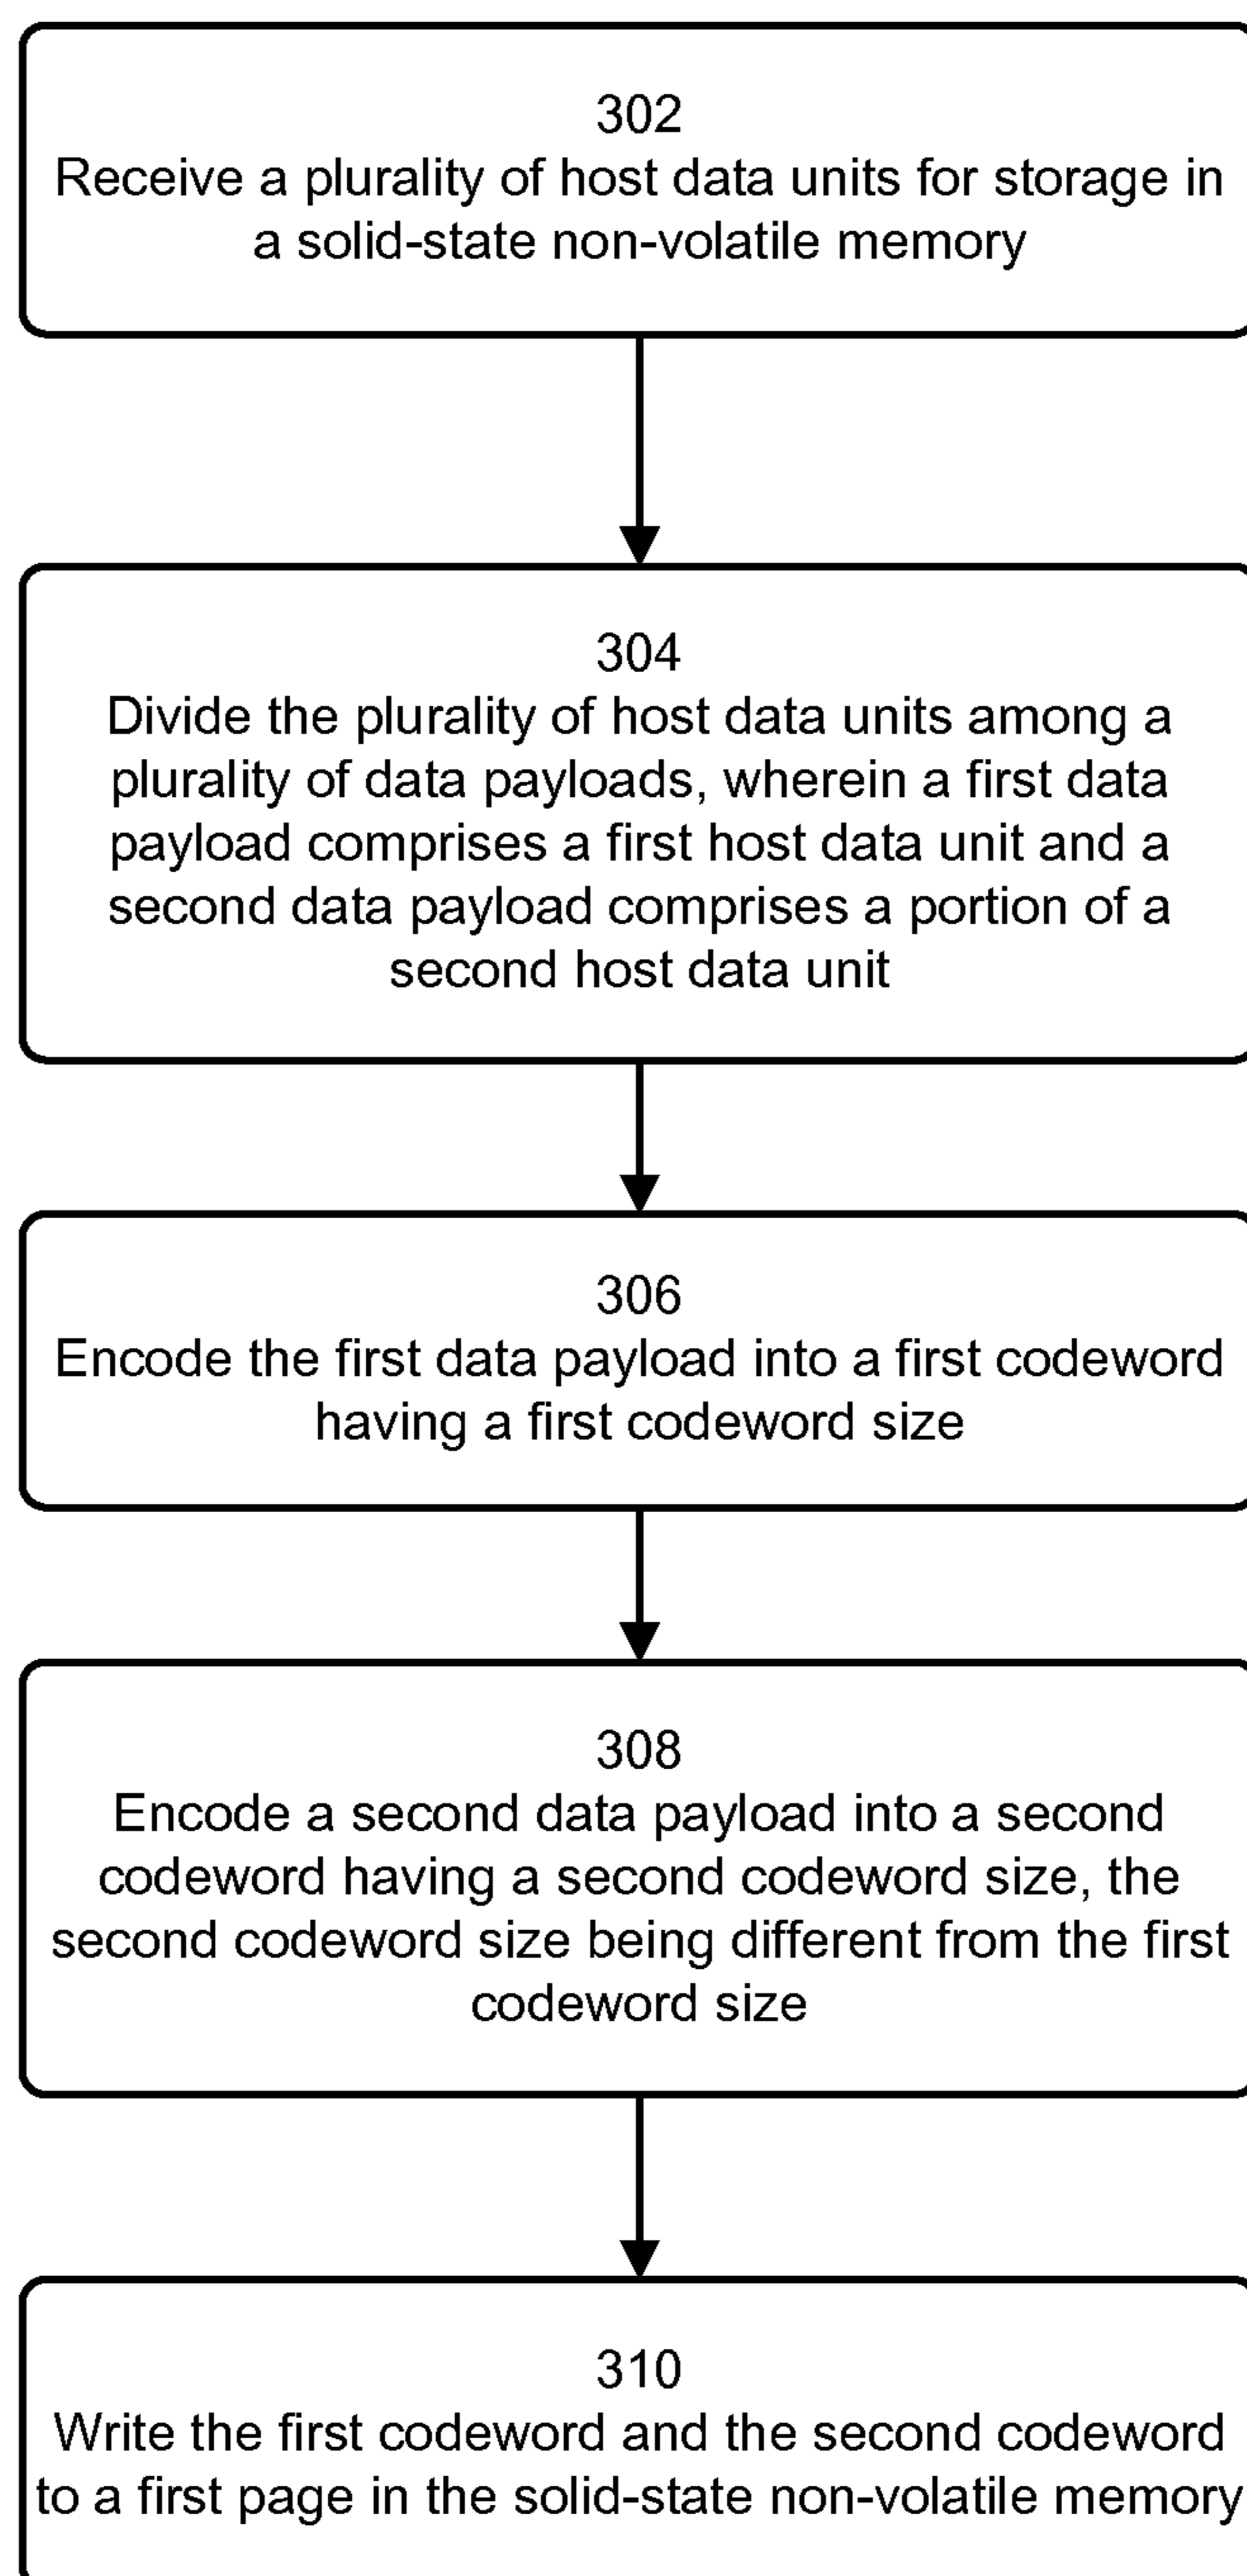 302
Receive a plurality of host data units for storage in
a solid-state non-volatile memory
304
Divide the plurality of host data units among a
plurality of data payloads, wherein a first data
payload comprises a first host data unit and a
second data payload comprises a portion of a
second host data unit
306
Encode the first data payload into a first codeword
having a first codeword size
308
Encode a second data payload into a second
codeword having a second codeword size, the
second codeword size being different from the first
codeword size
310
Write the first codeword and the second codeword
to a first page in the solid-state non-volatile memory